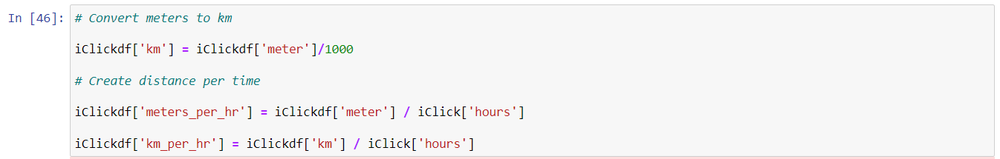 In [46]: # Convert meters to km
iClickdf['km'] = iClickdf['meter']/1000
# Create distance per time
iClickdf['meters_per_hr'] = iClickdf['meter'] / iClick['hours']
iClickdf['km_per_hr'] = iClickdf['km'] / iClick['hours']